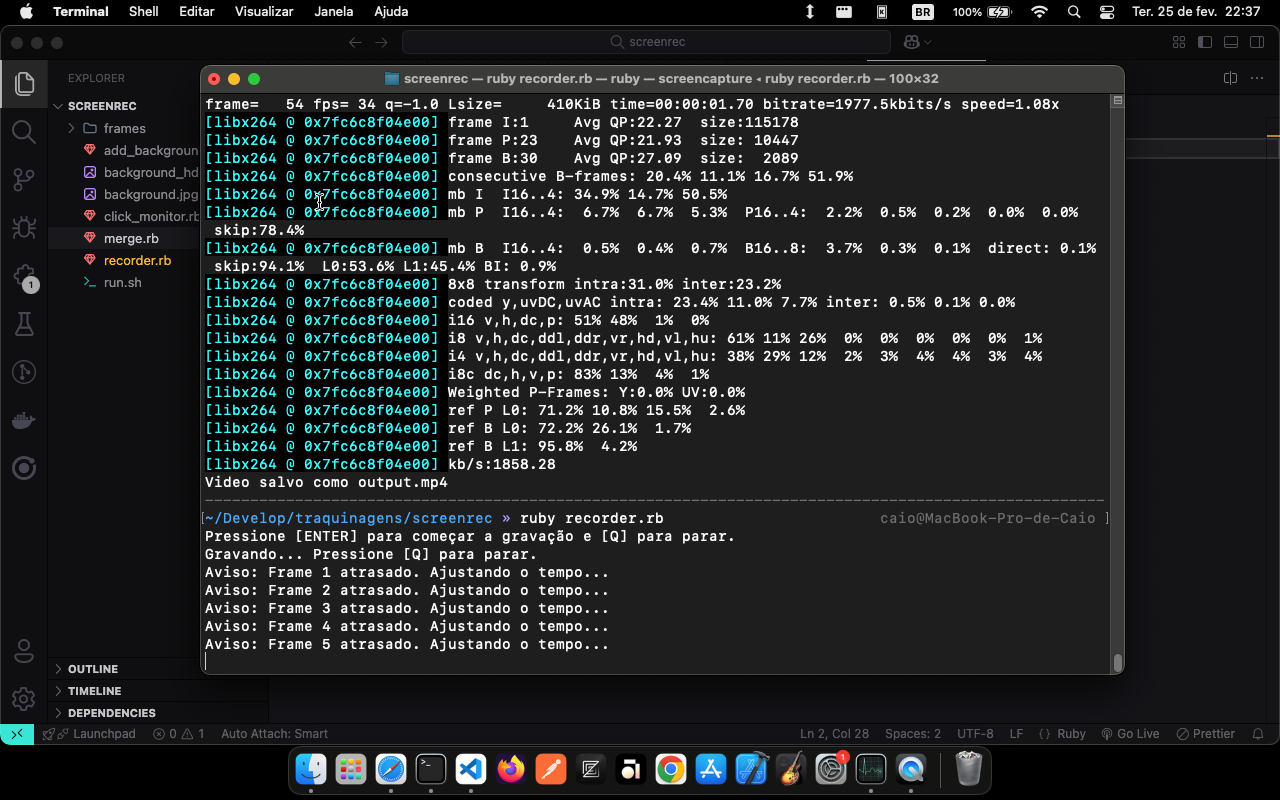 Terminal Shell Editar Visualizar Janela Ajuda BR 100% Ter. 25 de fev. 22:37
screenrec
EXPLORER
SCREENREC
frames
add_backgroun
background_hd
background.jpg
click_monitor.rb
merge.rb
recorder.rb
run.sh
1
OUTLINE
TIMELINE
DEPENDENCIES
screenrec — ruby recorder.rb — ruby — screencapture ◂ ruby recorder.rb — 100×32
frame=   54 fps= 34 q=-1.0 Lsize=     410KiB time=00:00:01.70 bitrate=1977.5kbits/s speed=1.08x
[libx264 @ 0x7fc6c8f04e00] frame I:1     Avg QP:22.27  size:115178
[libx264 @ 0x7fc6c8f04e00] frame P:23    Avg QP:21.93  size: 10447
[libx264 @ 0x7fc6c8f04e00] frame B:30    Avg QP:27.09  size:  2089
[libx264 @ 0x7fc6c8f04e00] consecutive B-frames: 20.4% 11.1% 16.7% 51.9%
[libx264 @ 0x7fc6c8f04e00] mb I  I16..4: 34.9% 14.7% 50.5%
[libx264 @ 0x7fc6c8f04e00] mb P  I16..4:  6.7%  6.7%  5.3%  P16..4:  2.2%  0.5%  0.2%  0.0%  0.0%
skip:78.4%
[libx264 @ 0x7fc6c8f04e00] mb B  I16..4:  0.5%  0.4%  0.7%  B16..8:  3.7%  0.3%  0.1%  direct: 0.1%
skip:94.1%  L0:53.6% L1:45.4% BI: 0.9%
[libx264 @ 0x7fc6c8f04e00] 8x8 transform intra:31.0% inter:23.2%
[libx264 @ 0x7fc6c8f04e00] coded y,uvDC,uvAC intra: 23.4% 11.0% 7.7% inter: 0.5% 0.1% 0.0%
[libx264 @ 0x7fc6c8f04e00] i16 v,h,dc,p: 51% 48%  1%  0%
[libx264 @ 0x7fc6c8f04e00] i8 v,h,dc,ddl,ddr,vr,hd,vl,hu: 61% 11% 26%  0%  0%  0%  0%  0%  1%
[libx264 @ 0x7fc6c8f04e00] i4 v,h,dc,ddl,ddr,vr,hd,vl,hu: 38% 29% 12%  2%  3%  4%  4%  3%  4%
[libx264 @ 0x7fc6c8f04e00] i8c dc,h,v,p: 83% 13%  4%  1%
[libx264 @ 0x7fc6c8f04e00] Weighted P-Frames: Y:0.0% UV:0.0%
[libx264 @ 0x7fc6c8f04e00] ref P L0: 71.2% 10.8% 15.5%  2.6%
[libx264 @ 0x7fc6c8f04e00] ref B L0: 72.2% 26.1%  1.7%
[libx264 @ 0x7fc6c8f04e00] ref B L1: 95.8%  4.2%
[libx264 @ 0x7fc6c8f04e00] kb/s:1858.28
Video salvo como output.mp4
[~/Develop/traquinagens/screenrec » ruby recorder.rb caio@MacBook-Pro-de-Caio ]
Pressione [ENTER] para começar a gravação e [Q] para parar.
Gravando... Pressione [Q] para parar.
Aviso: Frame 1 atrasado. Ajustando o tempo...
Aviso: Frame 2 atrasado. Ajustando o tempo...
Aviso: Frame 3 atrasado. Ajustando o tempo...
Aviso: Frame 4 atrasado. Ajustando o tempo...
Aviso: Frame 5 atrasado. Ajustando o tempo...
Launchpad 0 1 Auto Attach: Smart Ln 2, Col 28 Spaces: 2 UTF-8 LF {} Ruby Go Live Prettier
1